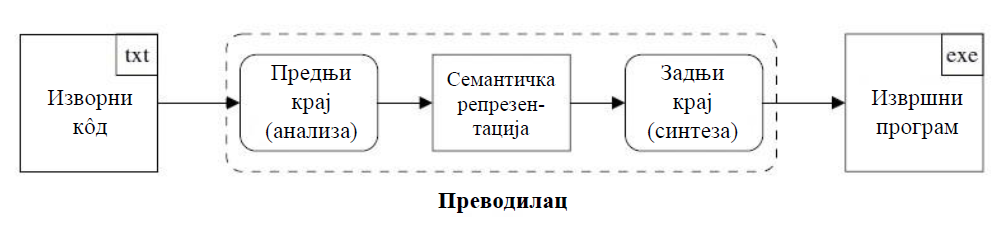 txt
Изворни
кôд
Предњи
крај
(анализа)
Семантичка
репрезен-
тација
Задњи
крај
(синтеза)
exe
Извршни
програм
Преводилац